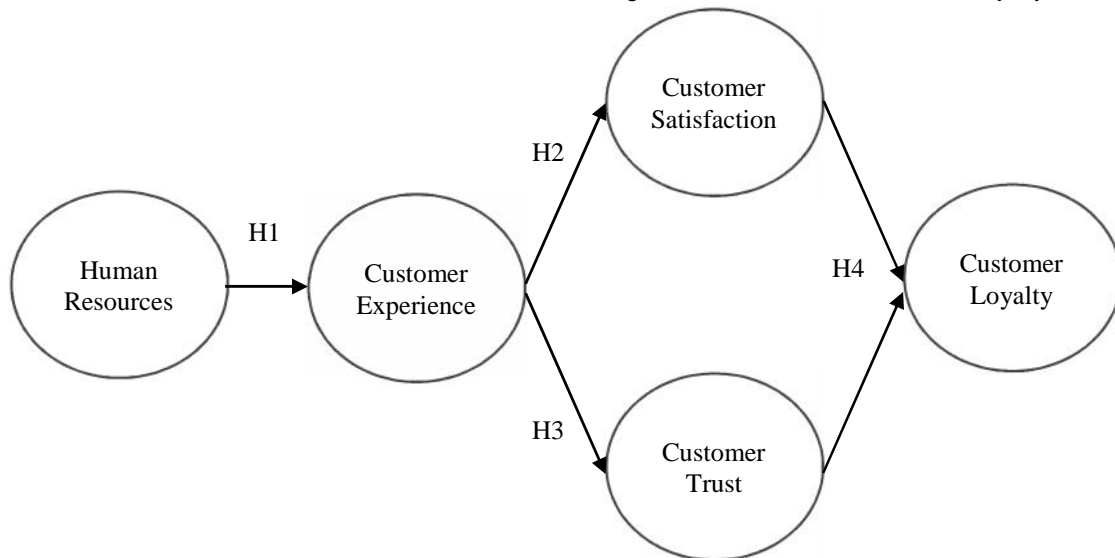 Customer
Satisfaction
H2
H1
Human
Resources
Customer
Experience
H4
Customer
Loyalty
H3
Customer
Trust